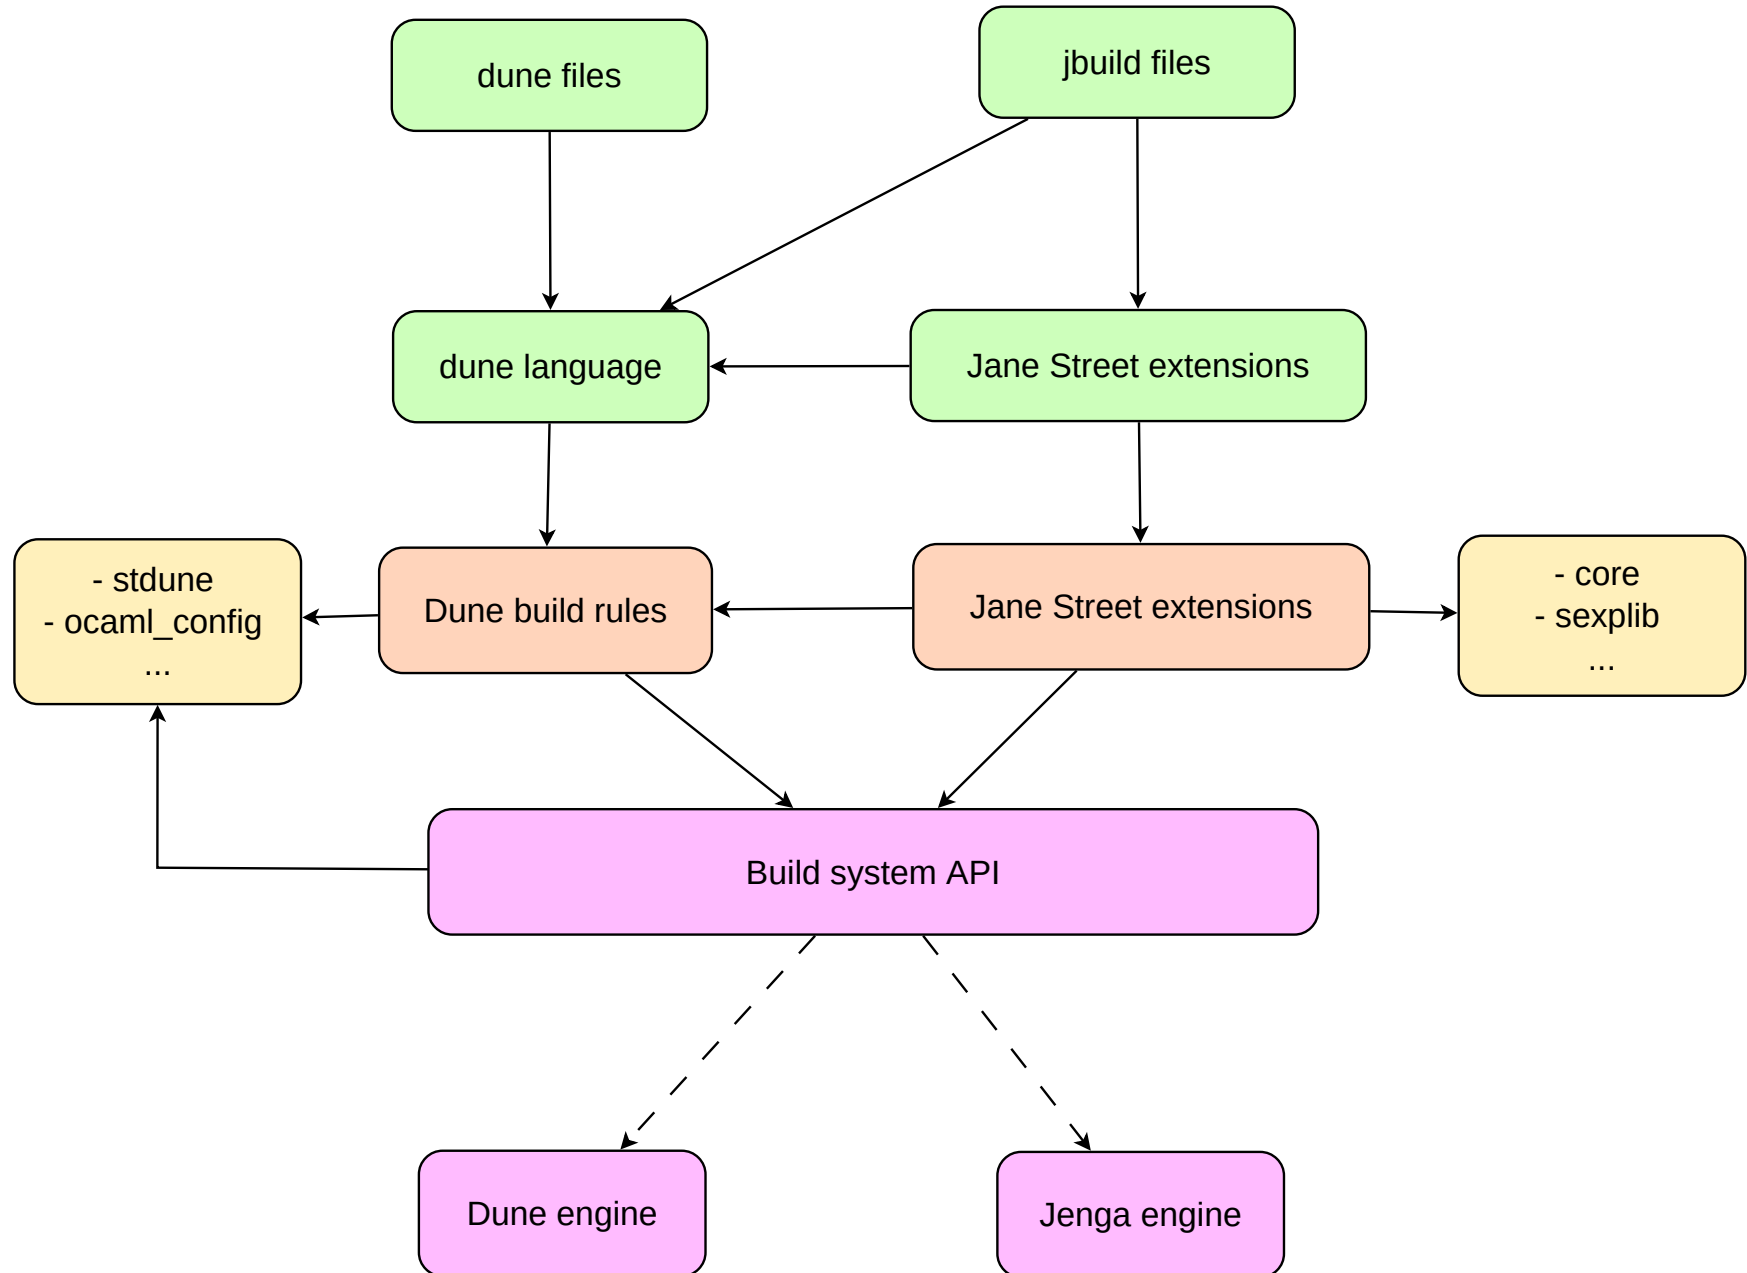 dune files
jbuild files
dune language
Jane Street extensions
- stdune
- ocaml_config
...
Dune build rules
Jane Street extensions
- core
- sexplib
...
Build system API
Dune engine
Jenga engine